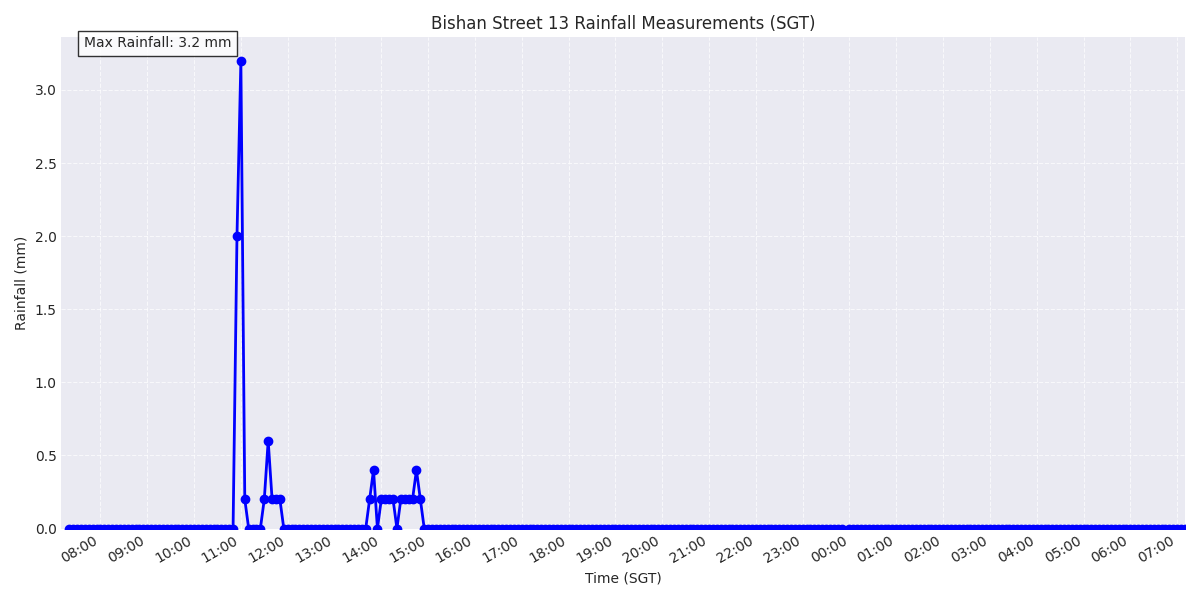 Bishan Street 13 Rainfall Measurements (SGT)
Max Rainfall: 3.2 mm
Rainfall (mm)
3.0
2.5
2.0
1.5
1.0
0.5
0.0
08:00 09:00 10:00 11:00 12:00 13:00 14:00 15:00 16:00 17:00 18:00 19:00 20:00 21:00 22:00 23:00 00:00 01:00 02:00 03:00 04:00 05:00 06:00 07:00
Time (SGT)